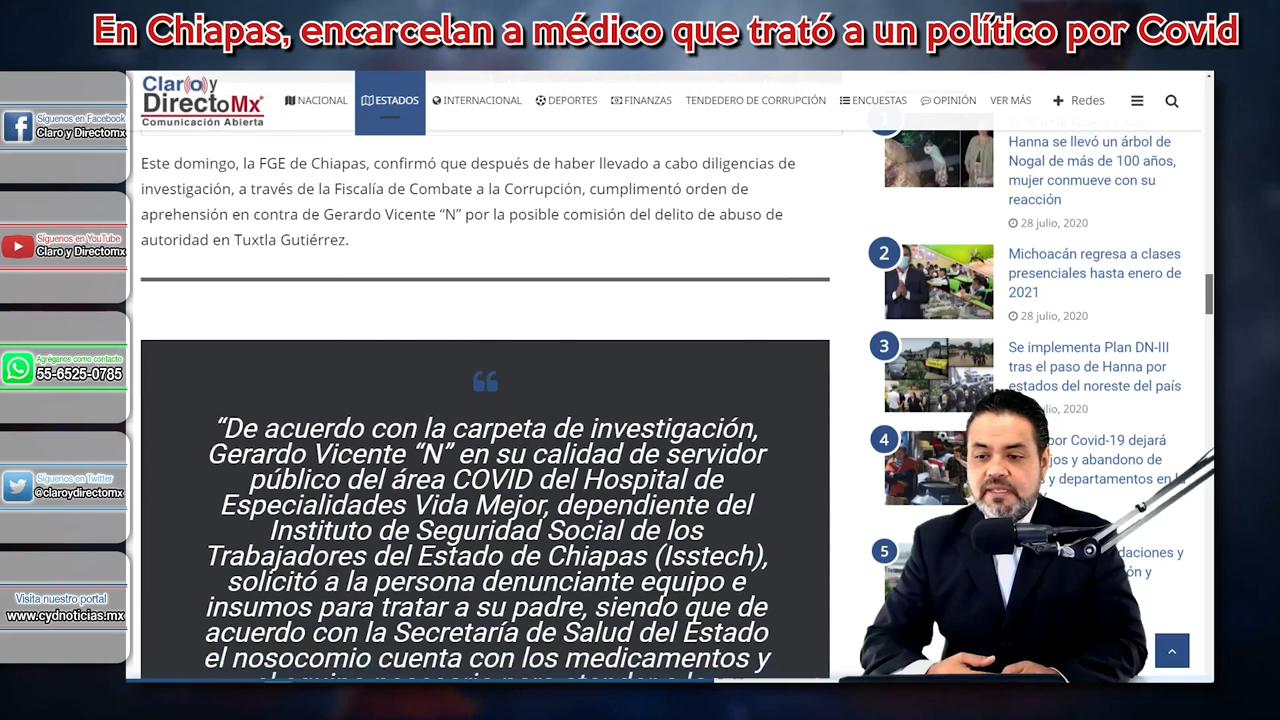 En Chiapas, encarcelan a médico que trató a un político por Covid
Síguenos en Facebook
Claro y Directomx
Síguenos en YouTube
Claro y Directomx
Agréganos como contacto
55-6525-0785
Síguenos en Twitter
@claroydirectomx
Visita nuestro portal
www.cydnoticias.mx
Claro y
DirectoMx
Comunicación Abierta
NACIONAL ESTADOS INTERNACIONAL DEPORTES FINANZAS TENDEDERO DE CORRUPCIÓN ENCUESTAS OPINIÓN VER MÁS Redes
Este domingo, la FGE de Chiapas, confirmó que después de haber llevado a cabo diligencias de
investigación, a través de la Fiscalía de Combate a la Corrupción, cumplimentó orden de
aprehensión en contra de Gerardo Vicente “N” por la posible comisión del delito de abuso de
autoridad en Tuxtla Gutiérrez.
“De acuerdo con la carpeta de investigación,
Gerardo Vicente “N” en su calidad de servidor
público del área COVID del Hospital de
Especialidades Vida Mejor, dependiente del
Instituto de Seguridad Social de los
Trabajadores del Estado de Chiapas (Isstech),
solicitó a la persona denunciante equipo e
insumos para tratar a su padre, siendo que de
acuerdo con la Secretaría de Salud del Estado
el nosocomio cuenta con los medicamentos y
1
Hanna se llevó un árbol de
Nogal de más de 100 años,
mujer conmueve con su
reacción
28 julio, 2020
2
Michoacán regresa a clases
presenciales hasta enero de
2021
28 julio, 2020
3
Se implementa Plan DN-III
tras el paso de Hanna por
estados del noreste del país
julio, 2020
4
por Covid-19 dejará
y abandono de
y departamentos en
5
y
y